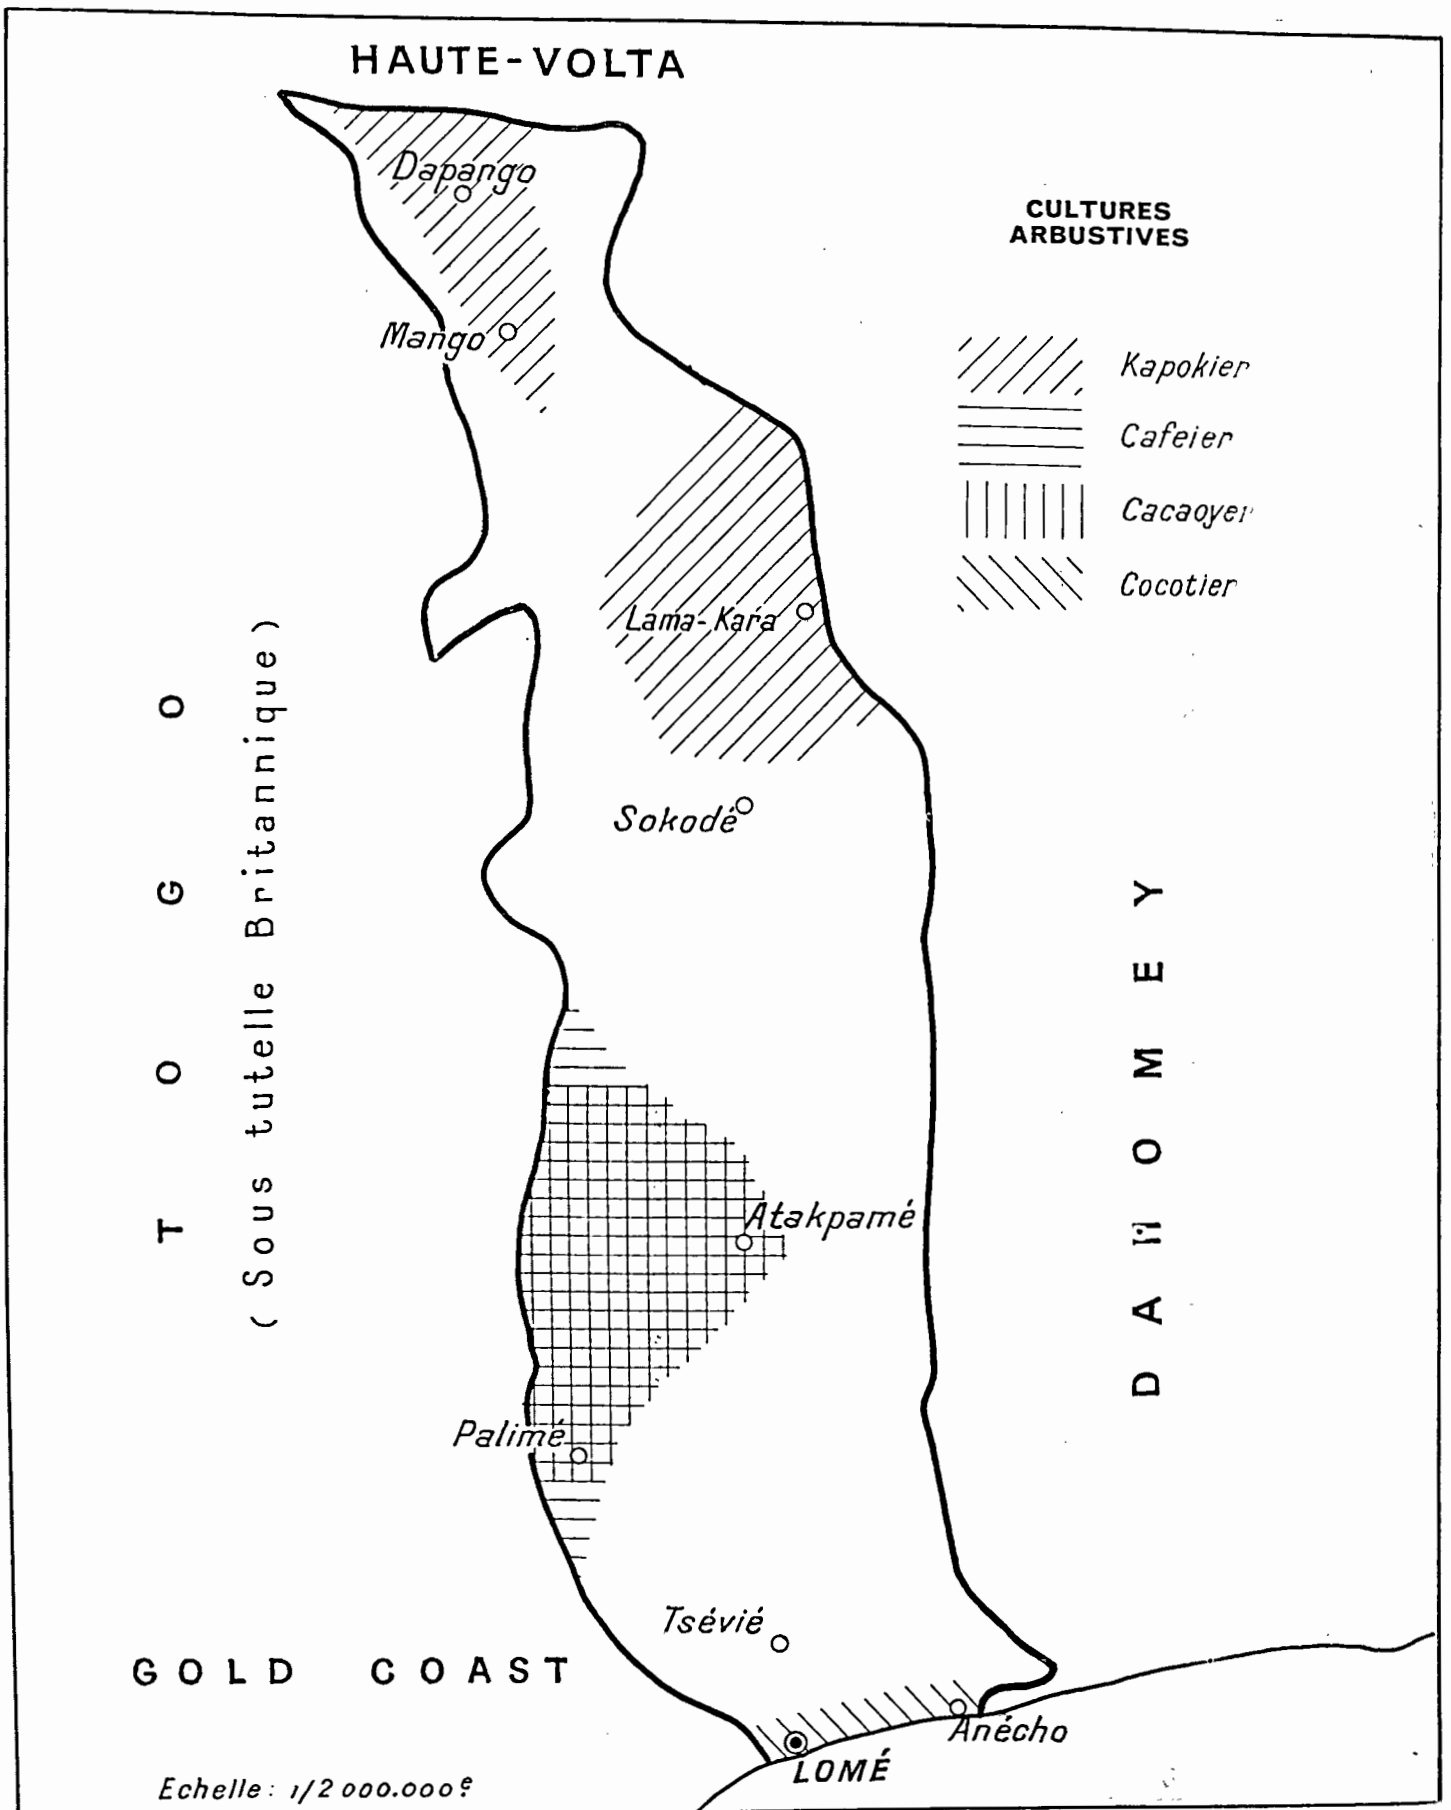 HAUTE-VOLTA
Dapango
CULTURES
ARBUSTIVES
Mango
Kapokier
Cafeier
Cacaoyer
Cocotier
Lama-Kara
TOGO
(Sous tutelle Britannique)
Sokodé
DAHOMEY
Atakpamé
Palimé
Tsévié
GOLD COAST
Anécho
LOMÉ
Echelle: 1/2 000.000e